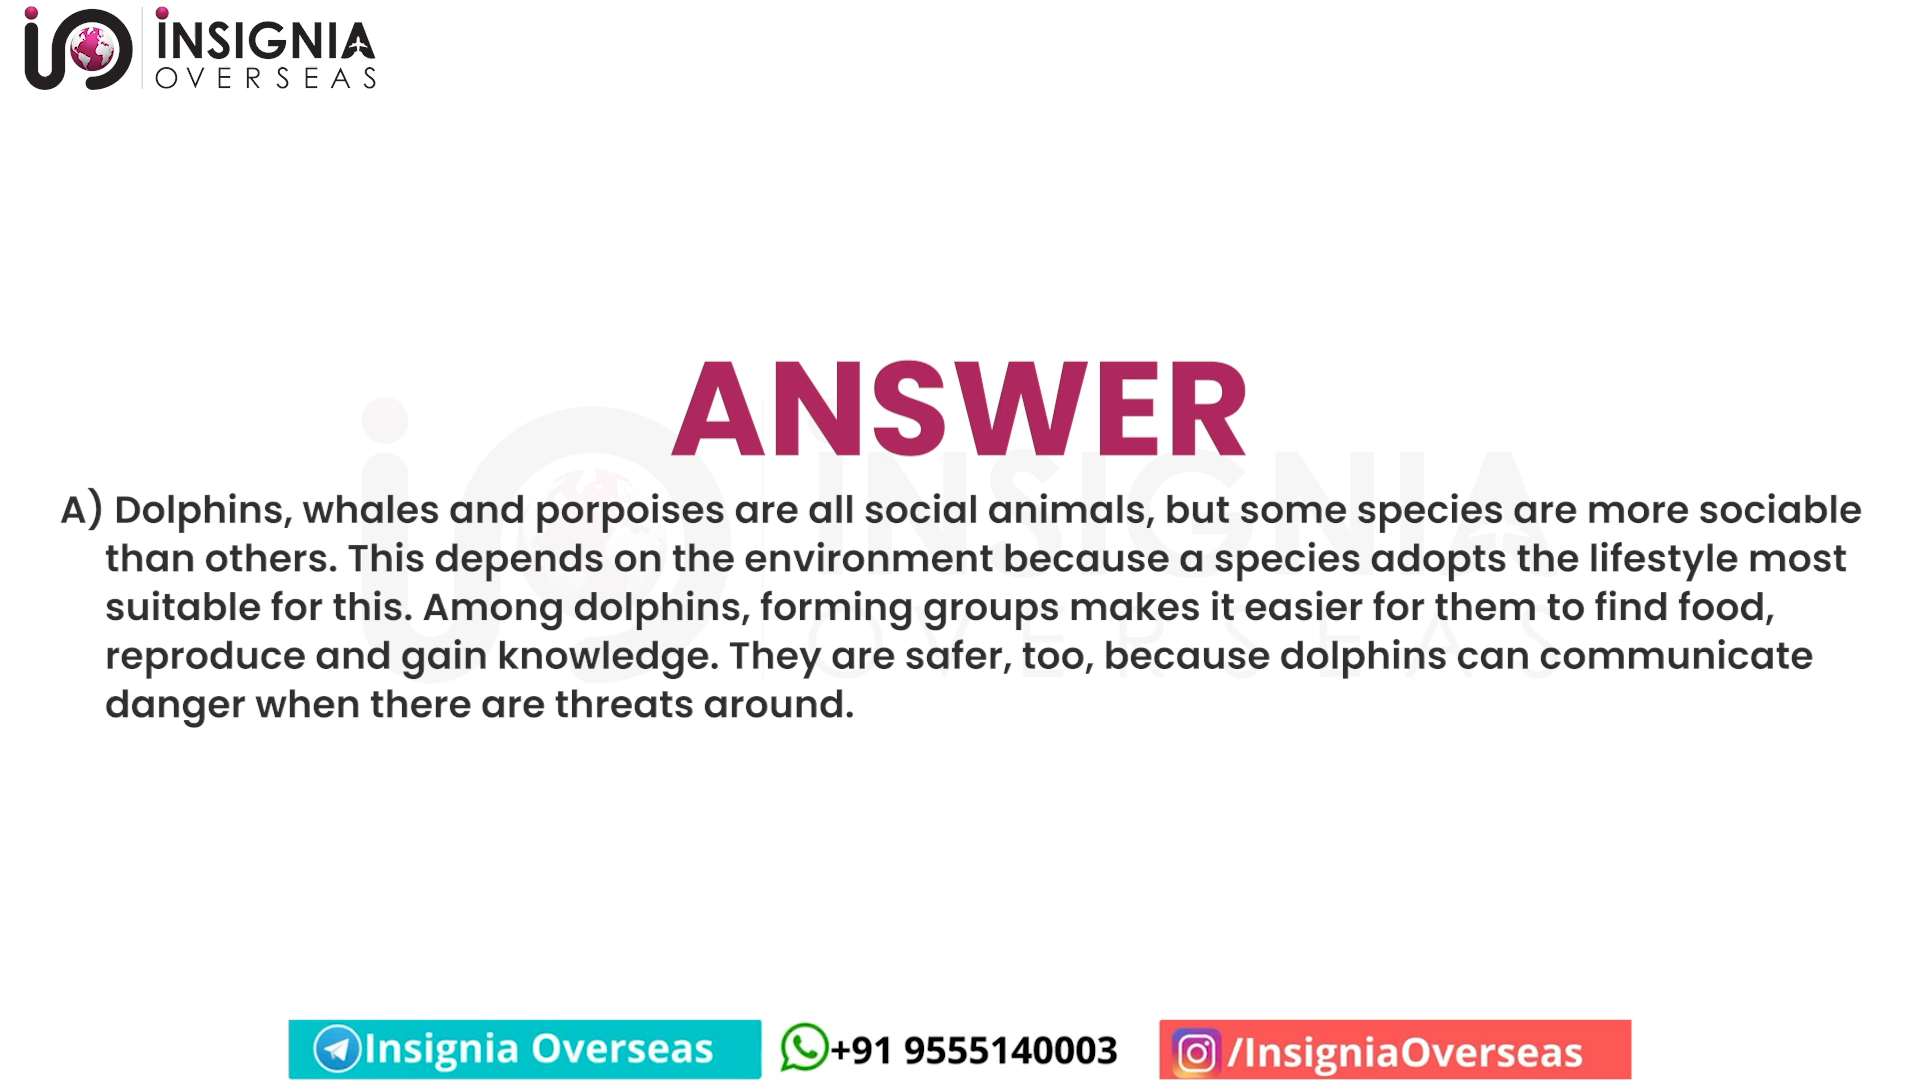 INSIGNIA
OVERSEAS
ANSWER
A) Dolphins, whales and porpoises are all social animals, but some species are more sociable
than others. This depends on the environment because a species adopts the lifestyle most
suitable for this. Among dolphins, forming groups makes it easier for them to find food,
reproduce and gain knowledge. They are safer, too, because dolphins can communicate
danger when there are threats around.
INSIGNIA
OVERSEAS
Insignia Overseas
+91 9555140003
/InsigniaOverseas